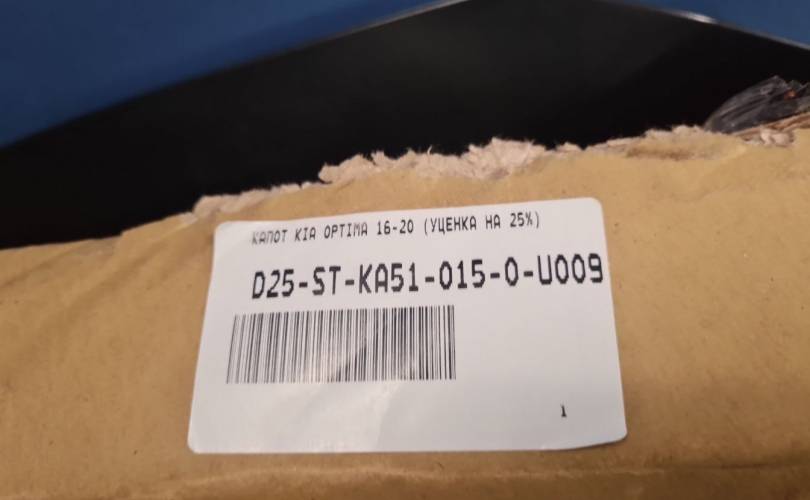 КАПОТ KIA OPTIMA 16-20 (УЦЕНКА НА 25%)
D25-ST-KA51-015-0-U009
1